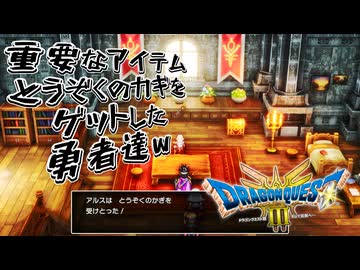 重要なアイテム
とうぞくのカギを
ゲットした
勇者達w
アルスは とうぞくのかぎを
受けとった!
DRAGON QUEST
III